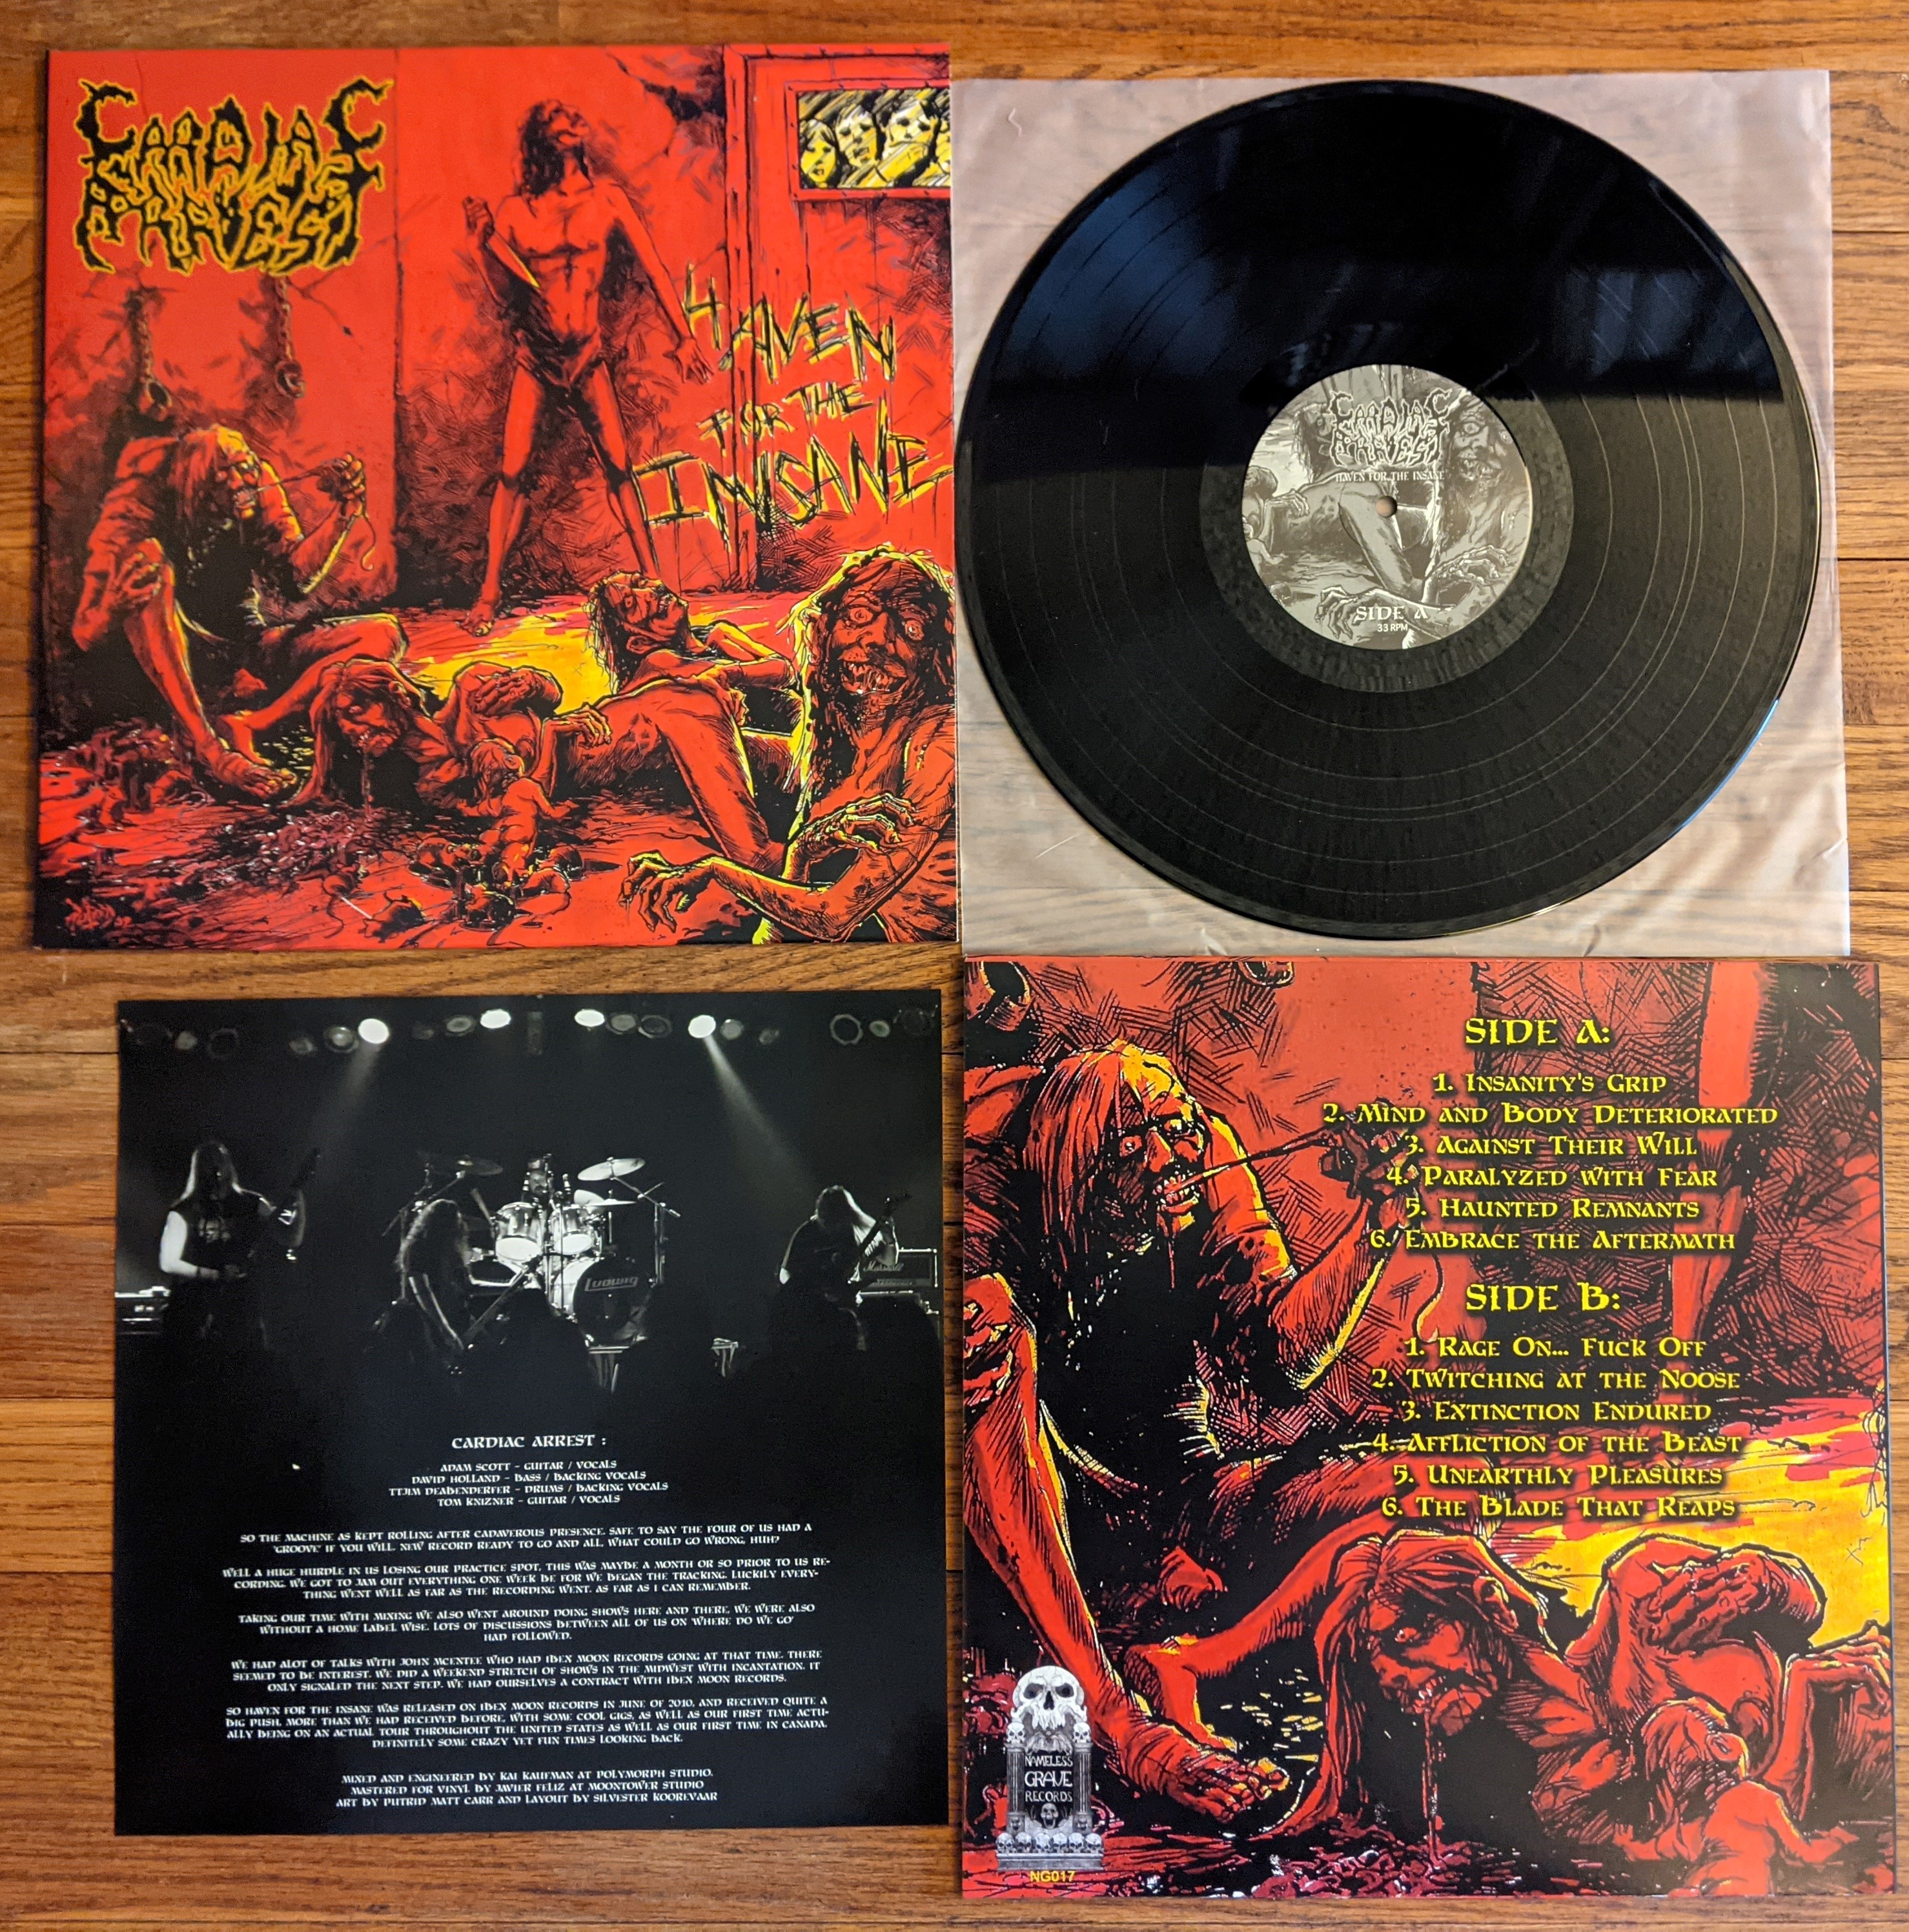 CARDIAC
ARREST
HAVEN
FOR THE
INSANE
CARDIAC
ARREST
HAVEN FOR THE INSANE
SIDE A
33 RPM
Ludwig
Marshall
CARDIAC ARREST :
ADAM SCOTT - GUITAR / VOCALS
DAVID HOLLAND - BASS / BACKING VOCALS
TTJIM DEABENDERFER - DRUMS / BACKING VOCALS
TOM KNIZNER - GUITAR / VOCALS
SO THE MACHINE AS KEPT ROLLING AFTER CADAVEROUS PRESENCE. SAFE TO SAY THE FOUR OF US HAD A
'GROOVE' IF YOU WILL. NEW RECORD READY TO GO AND ALL. WHAT COULD GO WRONG, HUH?
WELL A HUGE HURDLE IN US LOSING OUR PRACTICE SPOT, THIS WAS MAYBE A MONTH OR SO PRIOR TO US RE-
CORDING. WE GOT TO JAM OUT EVERYTHING ONE WEEK BE FOR WE BEGAN THE TRACKING. LUCKILY EVERY-
THING WENT WELL AS FAR AS THE RECORDING WENT. AS FAR AS I CAN REMEMBER.
TAKING OUR TIME WITH MIXING WE ALSO WENT AROUND DOING SHOWS HERE AND THERE, WE WERE ALSO
WITHOUT A HOME LABEL WISE. LOTS OF DISCUSSIONS BETWEEN ALL OF US ON 'WHERE DO WE GO'
HAD FOLLOWED.
WE HAD ALOT OF TALKS WITH JOHN MCENTEE WHO HAD IBEX MOON RECORDS GOING AT THAT TIME. THERE
SEEMED TO BE INTEREST. WE DID A WEEKEND STRETCH OF SHOWS IN THE MIDWEST WITH INCANTATION. IT
ONLY SIGNALED THE NEXT STEP. WE HAD OURSELVES A CONTRACT WITH IBEX MOON RECORDS.
SO HAVEN FOR THE INSANE WAS RELEASED ON IBEX MOON RECORDS IN JUNE OF 2010, AND RECEIVED QUITE A
BIG PUSH, MORE THAN WE HAD RECEIVED BEFORE. WITH SOME COOL GIGS, AS WELL AS OUR FIRST TIME ACTU-
ALLY BEING ON AN ACTUAL TOUR THROUGHOUT THE UNITED STATES AS WELL AS OUR FIRST TIME IN CANADA.
DEFINITELY SOME CRAZY YET FUN TIMES LOOKING BACK.
MIXED AND ENGINEERED BY KAI KAUFMAN AT POLYMORPH STUDIO.
MASTERED FOR VINYL BY JAVIER FELIZ AT MOONTOWER STUDIO
ART BY PUTRID MATT CARR AND LAYOUT BY SILVESTER KOOREVAAR
SIDE A:
1. INSANITY'S GRIP
2. MIND AND BODY DETERIORATED
3. AGAINST THEIR WILL
4. PARALYZED WITH FEAR
5. HAUNTED REMNANTS
6. EMBRACE THE AFTERMATH
SIDE B:
1. RAGE ON... FUCK OFF
2. TWITCHING AT THE NOOSE
3. EXTINCTION ENDURED
4. AFFLICTION OF THE BEAST
5. UNEARTHLY PLEASURES
6. THE BLADE THAT REAPS
NAMELESS
GRAVE
RECORDS
NG017